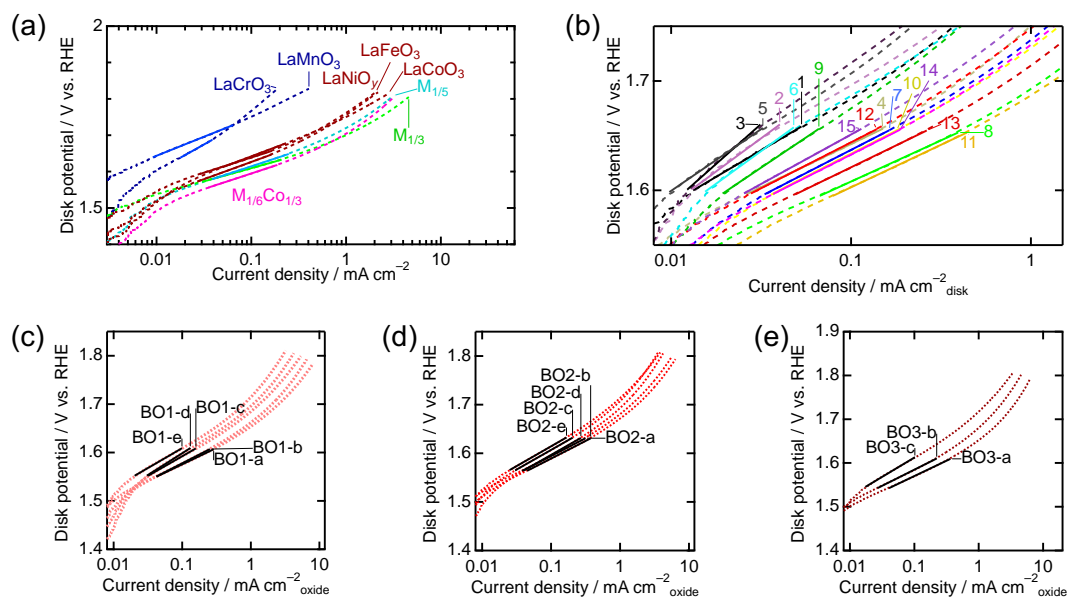 (a)
Disk potential / V vs. RHE
2
1.5
LaCrO3
LaMnO3
LaFeO3
LaNiO3
LaCoO3
M1/5
M1/3
M1/6Co1/3
0.01 0.1 1 10
Current density / mA cm–2
(b)
Disk potential / V vs. RHE
1.7
1.6
3 5 2 6 1 9
15 12 4 7 10 14
13 8
11
0.01 0.1 1
Current density / mA cm–2disk
(c)
Disk potential / V vs. RHE
1.8
1.7
1.6
1.5
1.4
BO1-c
BO1-d
BO1-e
BO1-b
BO1-a
0.01 0.1 1 10
Current density / mA cm–2oxide
(d)
Disk potential / V vs. RHE
1.8
1.7
1.6
1.5
1.4
BO2-b
BO2-d
BO2-c
BO2-e
BO2-a
0.01 0.1 1 10
Current density / mA cm–2oxide
(e)
Disk potential / V vs. RHE
1.9
1.8
1.7
1.6
1.5
1.4
BO3-b
BO3-c
BO3-a
0.01 0.1 1 10
Current density / mA cm–2oxide